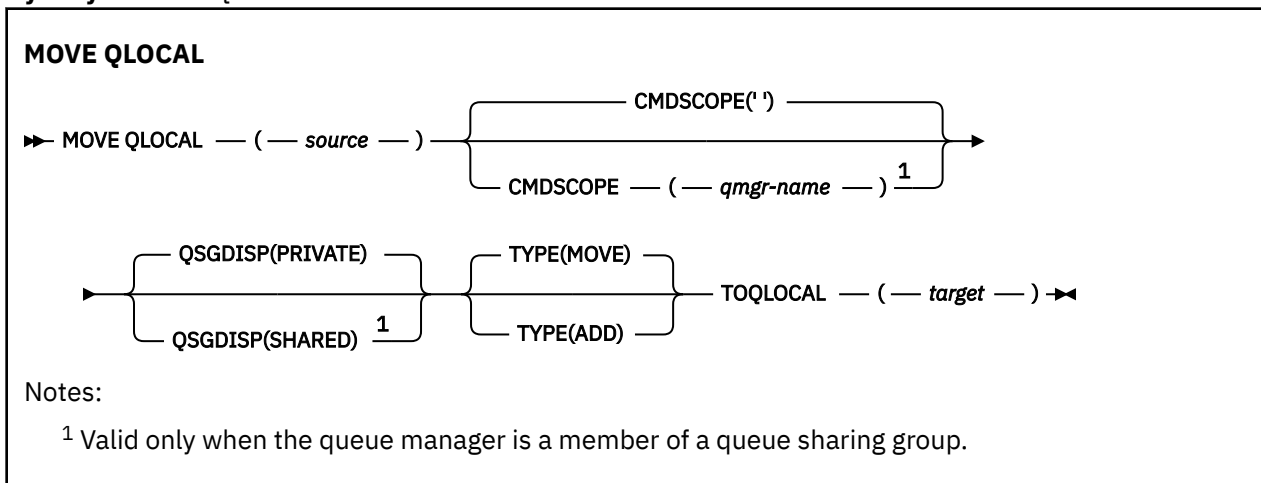 MOVE QLOCAL
CMDSCOPE(' ')
MOVE QLOCAL ( source )
CMDSCOPE ( qmgr-name ) 1
QSGDISP(PRIVATE) TYPE(MOVE)
TOQLOCAL ( target )
QSGDISP(SHARED) 1 TYPE(ADD)
Notes:
1 Valid only when the queue manager is a member of a queue sharing group.